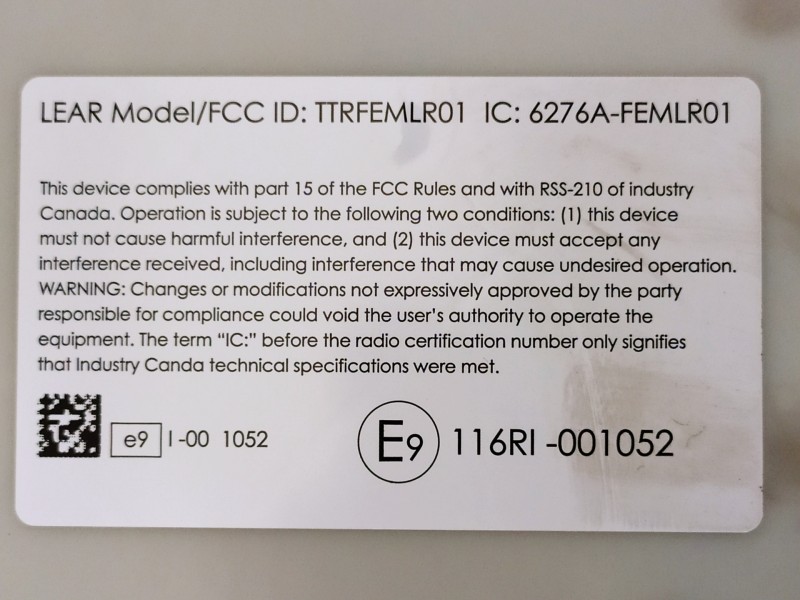 LEAR Model/FCC ID: TTRFEMLR01 IC: 6276A-FEMLR01
This device complies with part 15 of the FCC Rules and with RSS-210 of industry
Canada. Operation is subject to the following two conditions: (1) this device
must not cause harmful interference, and (2) this device must accept any
interference received, including interference that may cause undesired operation.
WARNING: Changes or modifications not expressively approved by the party
responsible for compliance could void the user's authority to operate the
equipment. The term "IC:" before the radio certification number only signifies
that Industry Canda technical specifications were met.
e9 I -00 1052
E9 116RI -001052